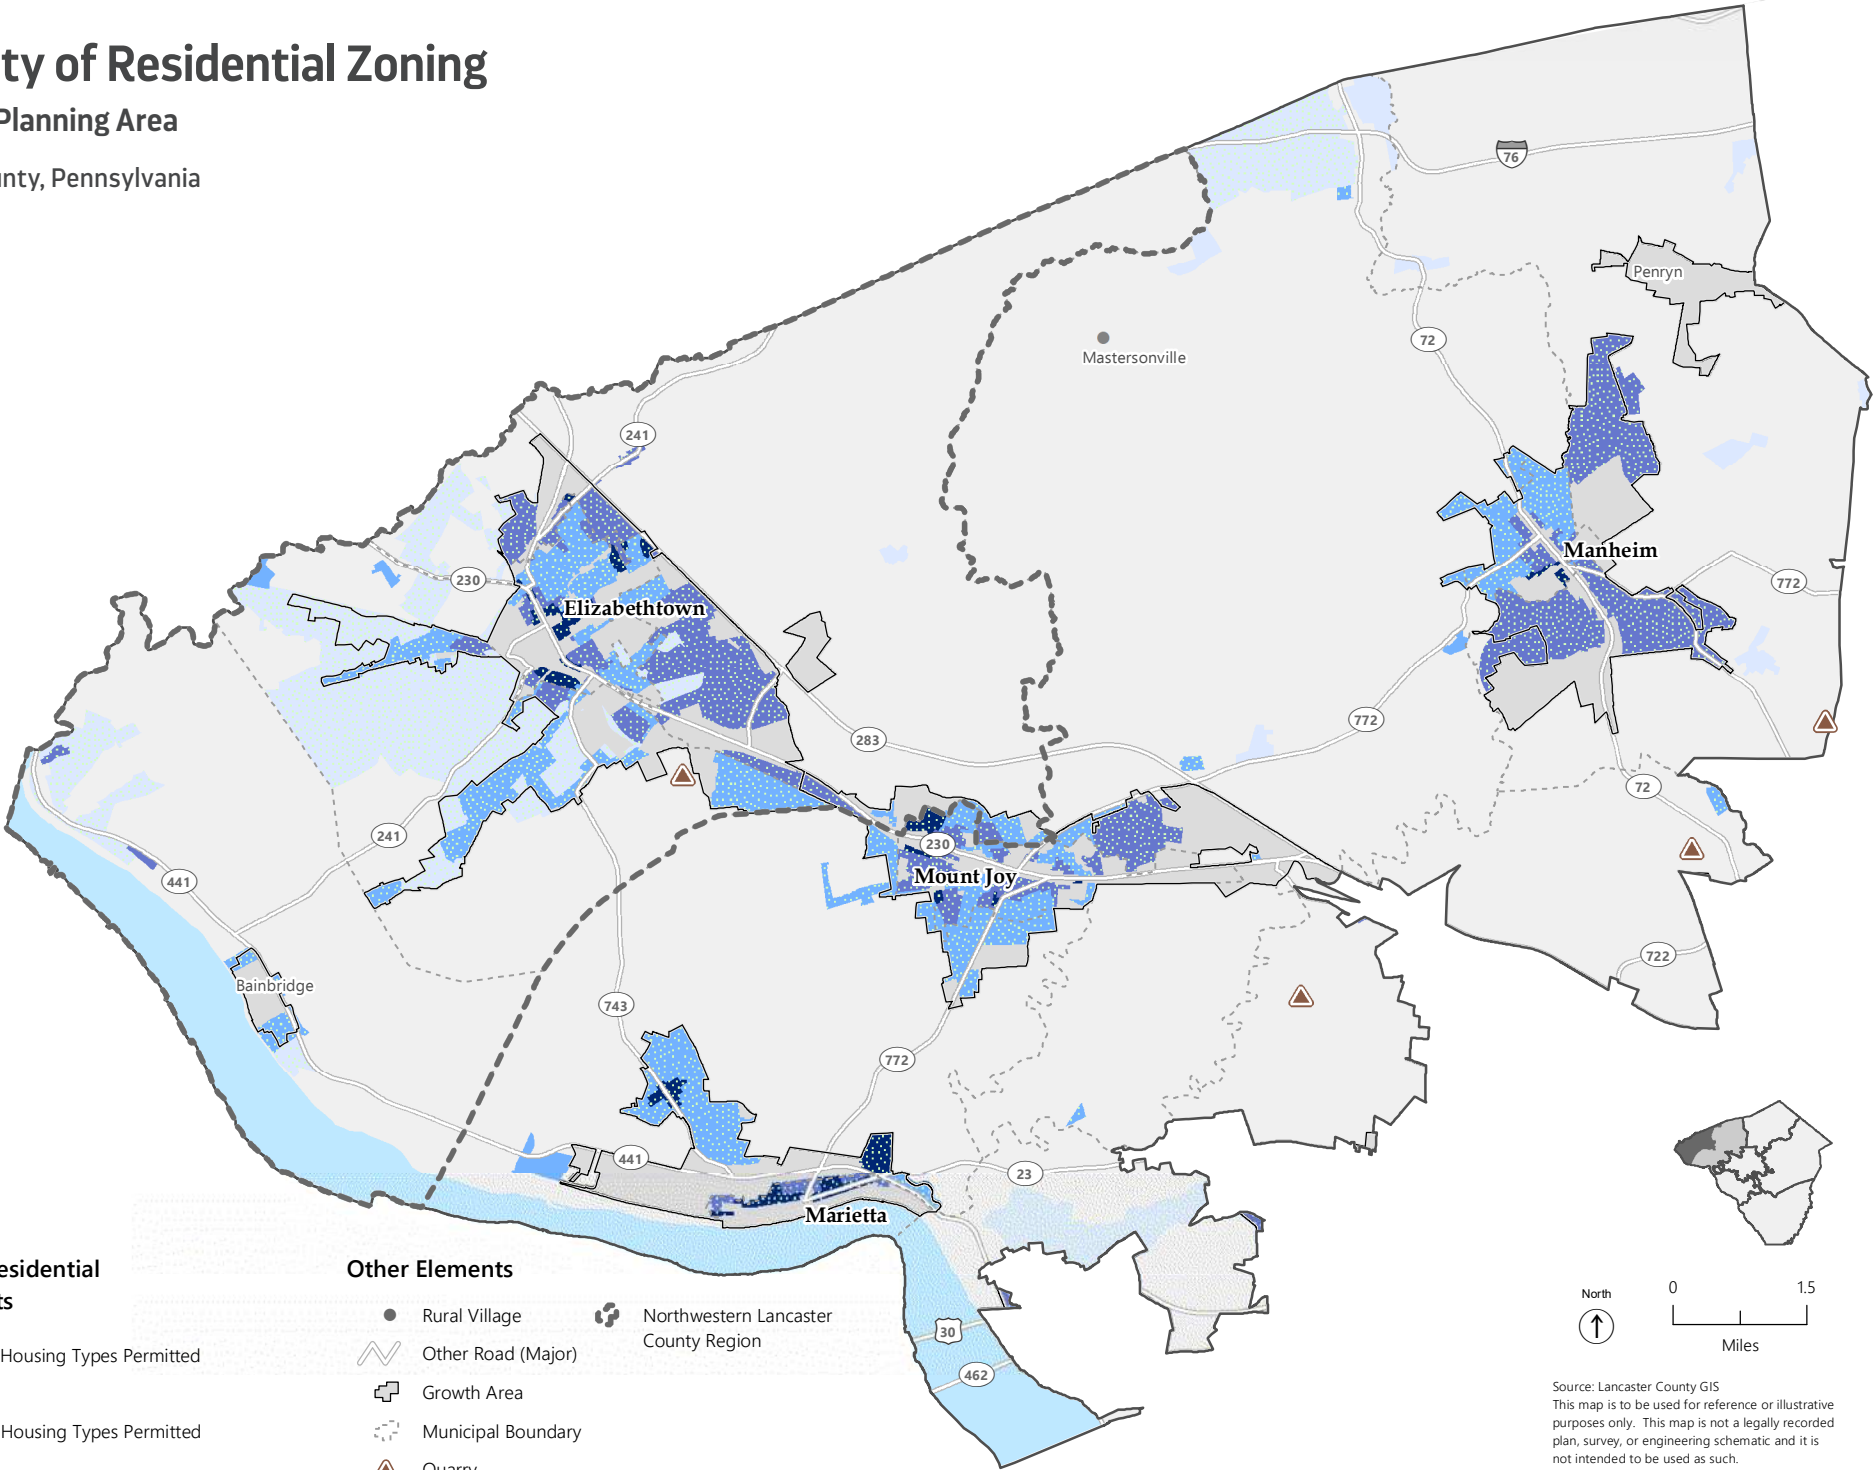 ty of Residential Zoning
Planning Area
unty, Pennsylvania
76
Penryn
72
Mastersonville
241
Manheim
230
772
Elizabethtown
772
283
72
241
230
441
Mount Joy
722
Bainbridge
743
772
441
23
Marietta
30
462
esidential
ts
Housing Types Permitted
Housing Types Permitted
Other Elements
Rural Village
Other Road (Major)
Growth Area
Municipal Boundary
Quarry
Northwestern Lancaster
County Region
North
0 1.5
Miles
Source: Lancaster County GIS
This map is to be used for reference or illustrative
purposes only. This map is not a legally recorded
plan, survey, or engineering schematic and it is
not intended to be used as such.